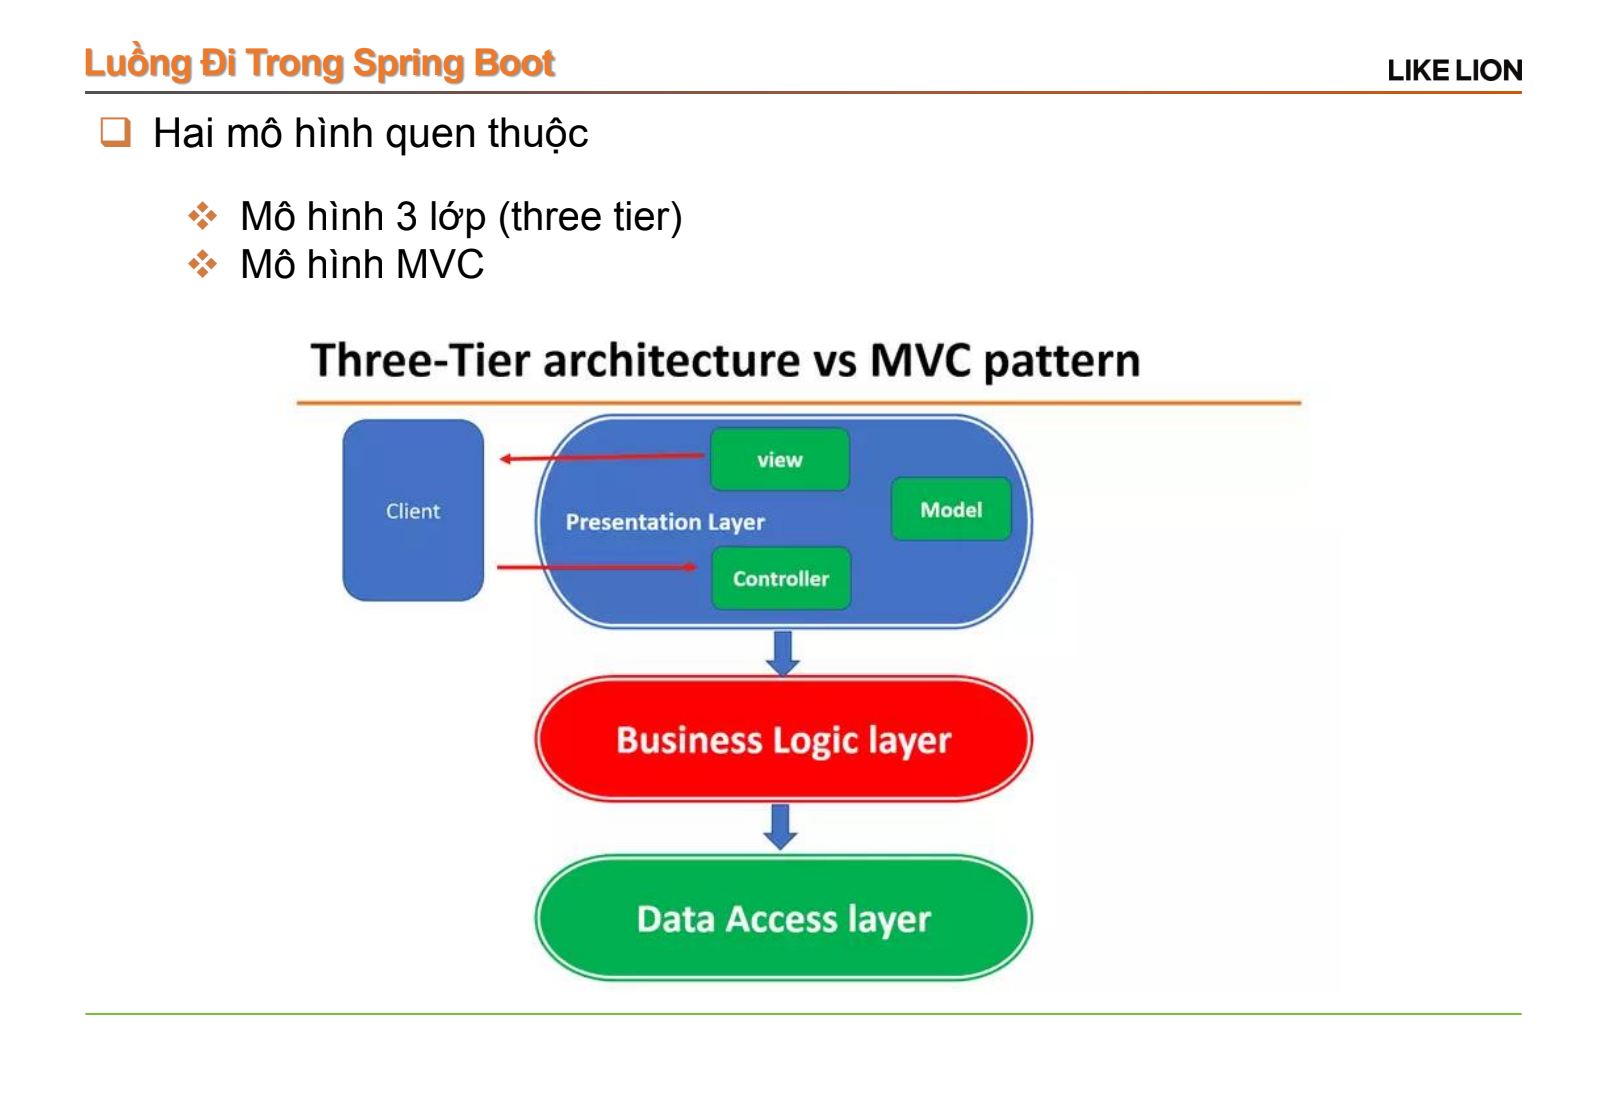 Luồng Đi Trong Spring Boot
LIKE LION
Hai mô hình quen thuộc
Mô hình 3 lớp (three tier)
Mô hình MVC
Three-Tier architecture vs MVC pattern
Client
view
Model
Presentation Layer
Controller
Business Logic layer
Data Access layer